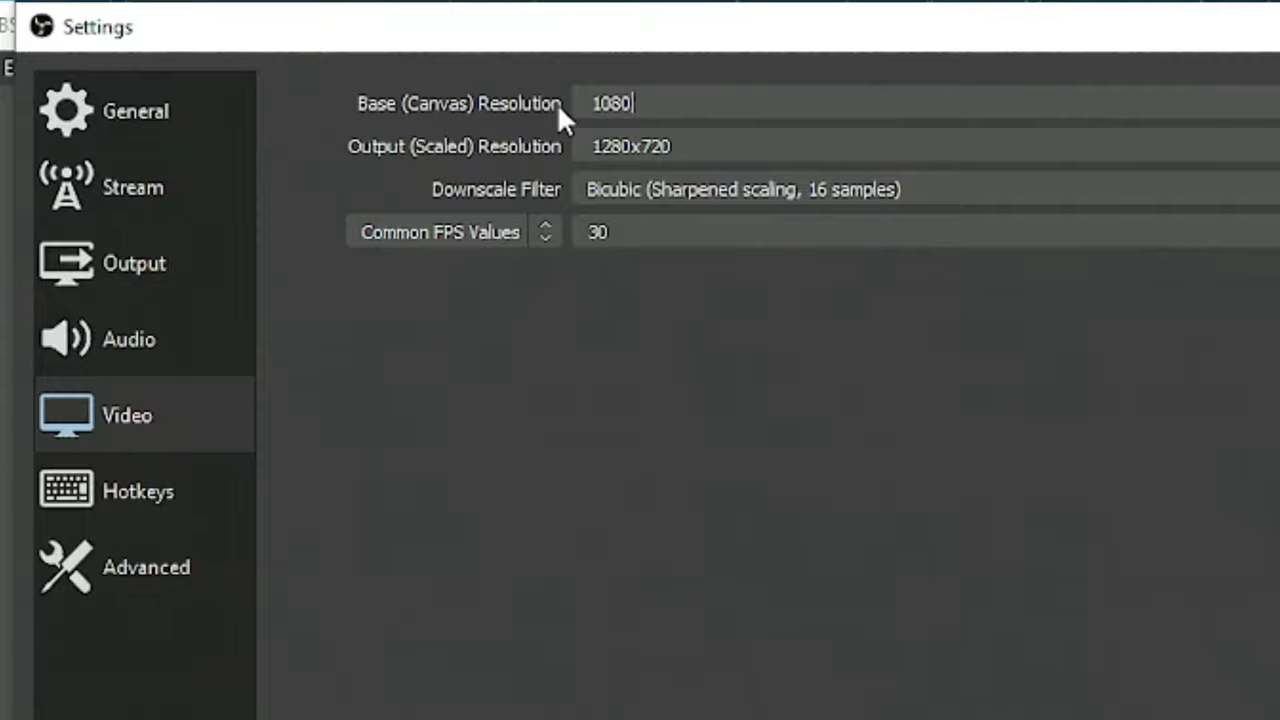 BS
Settings
E
General
Stream
Output
Audio
Video
Hotkeys
Advanced
Base (Canvas) Resolution 1080
Output (Scaled) Resolution 1280x720
Downscale Filter Bicubic (Sharpened scaling, 16 samples)
Common FPS Values 30